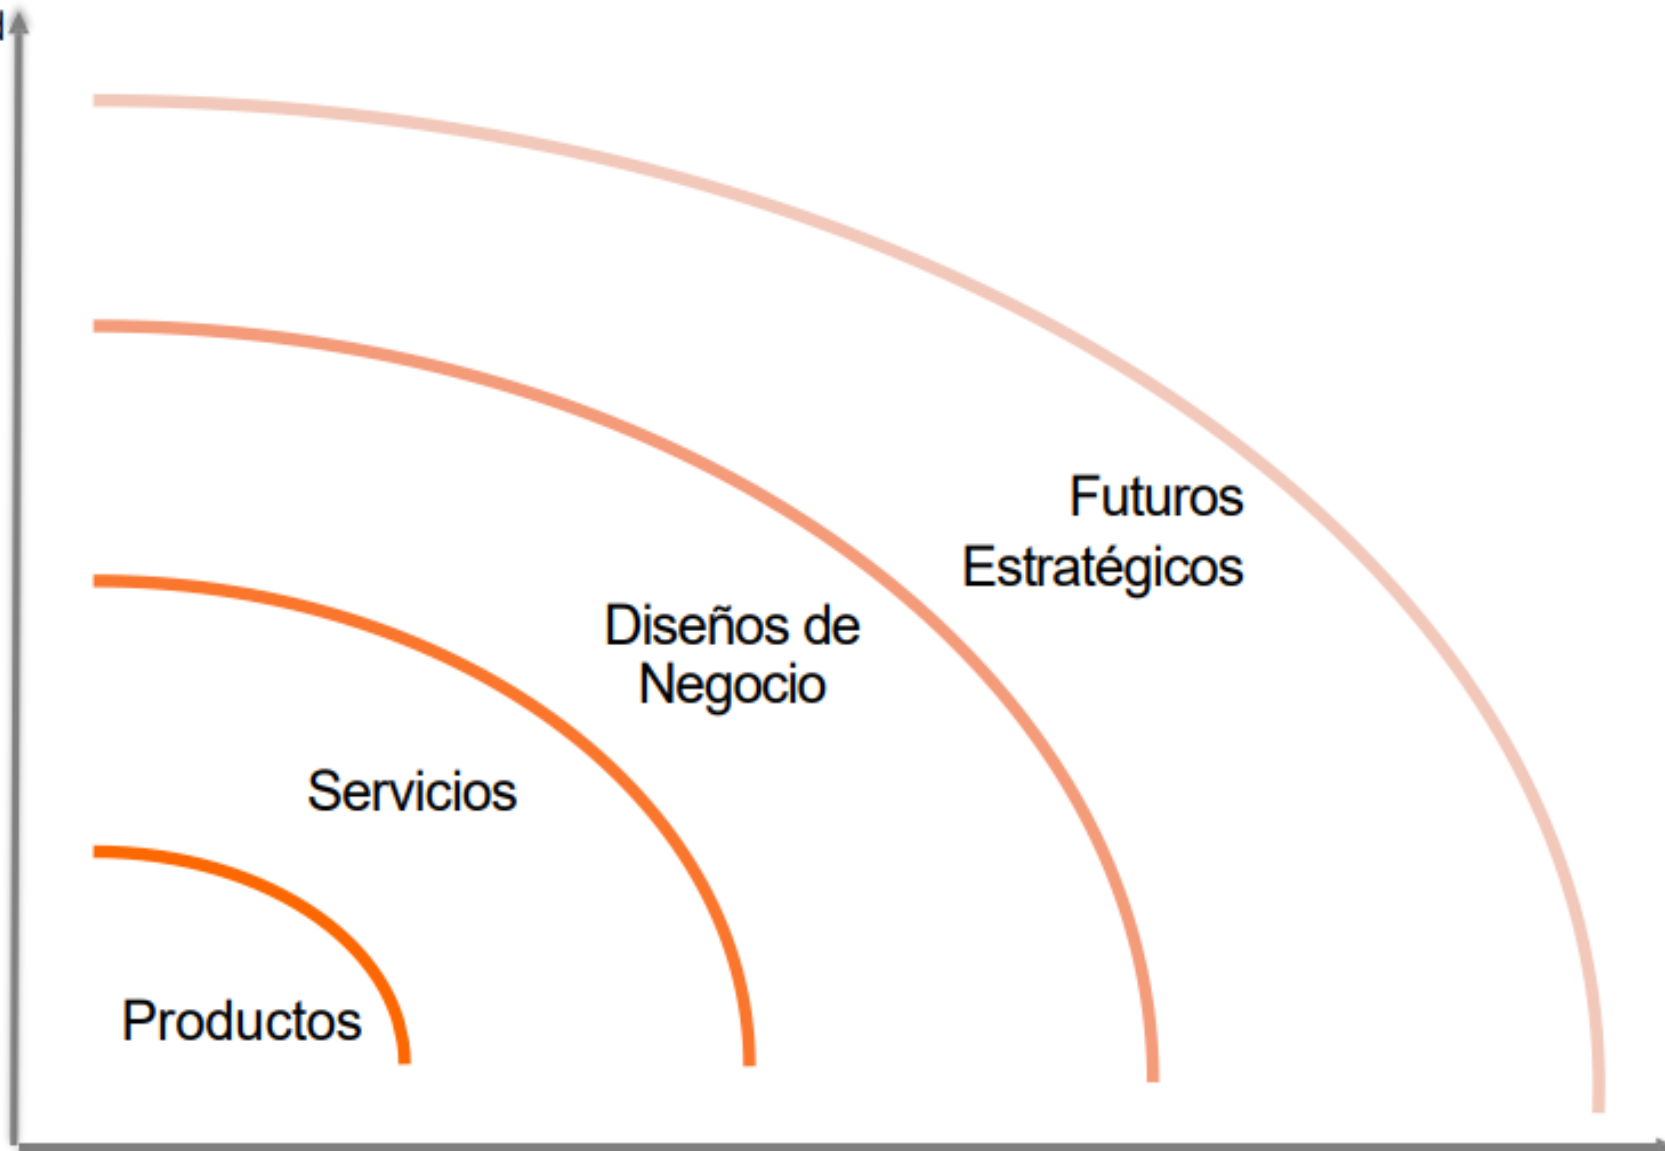 Futuros
Estratégicos
Diseños de
Negocio
Servicios
Productos